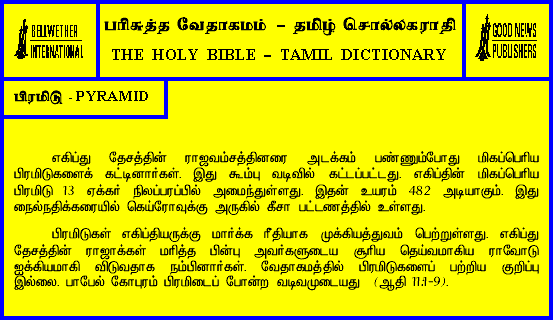 BELLWETHER
INTERNATIONAL
பரிசுத்த வேதாகமம் - தமிழ் சொல்லகராதி
THE HOLY BIBLE - TAMIL DICTIONARY
GOOD NEWS
PUBLISHERS
பிரமிடு - PYRAMID
எகிப்து தேசத்தின் ராஜவம்சத்தினரை அடக்கம் பண்ணும்போது மிகப்பெரிய
பிரமிடுகளைக் கட்டினார்கள். இது கூம்பு வடிவில் கட்டப்பட்டது. எகிப்தின் மிகப்பெரிய
பிரமிடு 13 ஏக்கர் நிலப்பரப்பில் அமைந்துள்ளது. இதன் உயரம் 482 அடியாகும். இது
நைல்நதிக்கரையில் கெய்ரோவுக்கு அருகில் கீசா பட்டணத்தில் உள்ளது.
பிரமிடுகள் எகிப்தியருக்கு மார்க்க ரீதியாக முக்கியத்துவம் பெற்றுள்ளது. எகிப்து
தேசத்தின் ராஜாக்கள் மரித்த பின்பு அவர்களுடைய சூரிய தெய்வமாகிய ராவோடு
ஐக்கியமாகி விடுவதாக நம்பினார்கள். வேதாகமத்தில் பிரமிடுகளைப் பற்றிய குறிப்பு
இல்லை. பாபேல் கோபுரம் பிரமிடைப் போன்ற வடிவமுடையது (ஆதி 11:1-9).